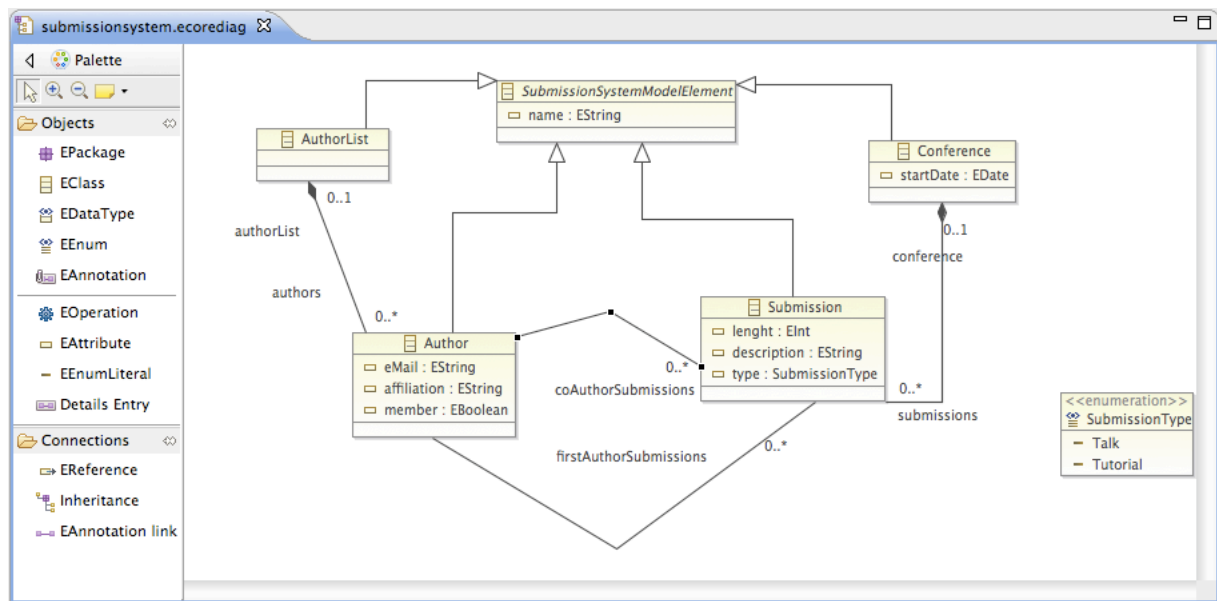 submissionsystem.ecorediag
Palette
Objects
EPackage
EClass
EDataType
EEnum
EAnnotation
EOperation
EAttribute
EEnumLiteral
Details Entry
Connections
EReference
Inheritance
EAnnotation link
SubmissionSystemModelElement
name : EString
AuthorList
Conference
startDate : EDate
0..1
authorList
authors
0..*
0..1
conference
Author
eMail : EString
affiliation : EString
member : EBoolean
Submission
lenght : EInt
description : EString
type : SubmissionType
0..*
coAuthorSubmissions
0..*
submissions
firstAuthorSubmissions
0..*
<<enumeration>>
SubmissionType
Talk
Tutorial